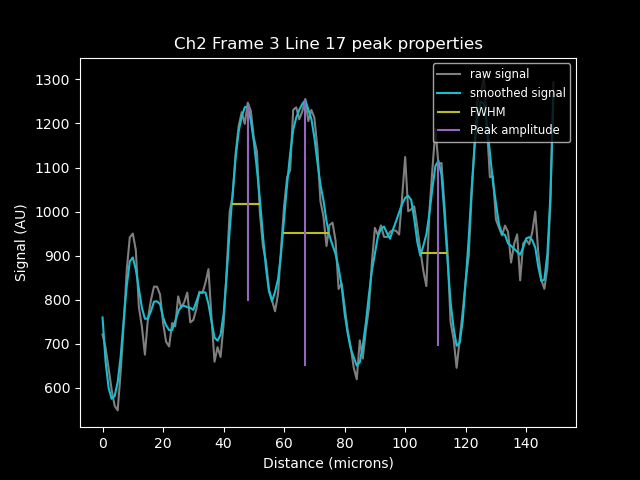 Ch2 Frame 3 Line 17 peak properties
raw signal
smoothed signal
FWHM
Peak amplitude
Signal (AU)
1300
1200
1100
1000
900
800
700
600
0 20 40 60 80 100 120 140
Distance (microns)